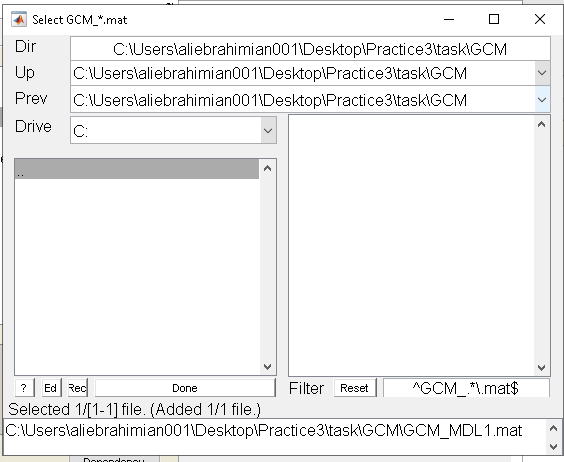 Select GCM_*.mat
Dir C:\Users\aliebrahimian001\Desktop\Practice3\task\GCM
Up C:\Users\aliebrahimian001\Desktop\Practice3\task\GCM
Prev C:\Users\aliebrahimian001\Desktop\Practice3\task\GCM
Drive C:
..
? Ed Rec Done Filter Reset ^GCM_.*\.mat$
Selected 1/[1-1] file. (Added 1/1 file.)
C:\Users\aliebrahimian001\Desktop\Practice3\task\GCM\GCM_MDL1.mat
Dependency